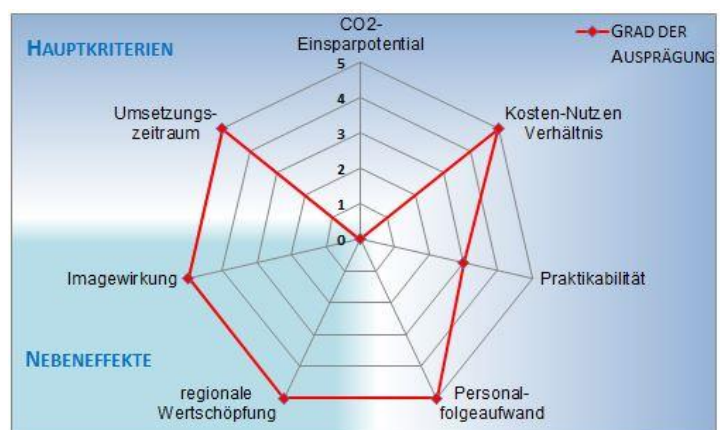 HAUPTKRITERIEN
CO2-
Einsparpotential
GRAD DER
AUSPRÄGUNG
5
4
3
2
1
0
Umsetzungs-
zeitraum
Kosten-Nutzen
Verhältnis
Imagewirkung
Praktikabilität
NEBENEFFEKTE
regionale
Wertschöpfung
Personal-
folgeaufwand